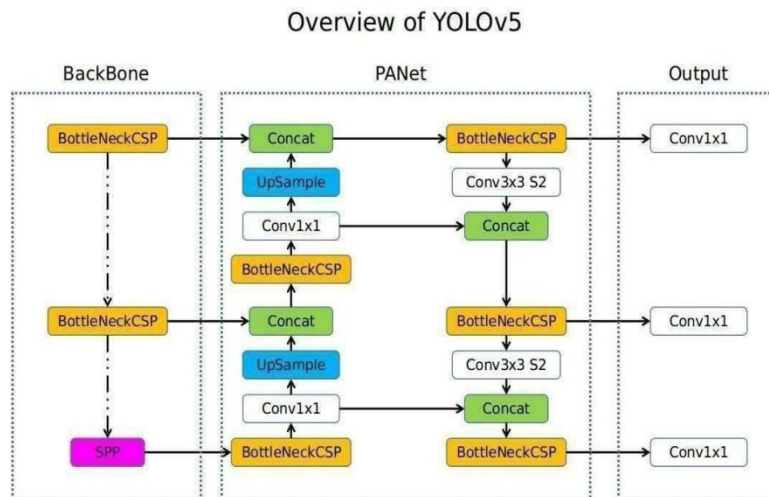 Overview of YOLOv5
BackBone
PANet
Output
BottleNeckCSP
Concat
BottleNeckCSP
Conv1x1
UpSample
Conv3x3 S2
Conv1x1
Concat
BottleNeckCSP
BottleNeckCSP
Concat
BottleNeckCSP
Conv1x1
UpSample
Conv3x3 S2
Conv1x1
Concat
SPP
BottleNeckCSP
BottleNeckCSP
Conv1x1